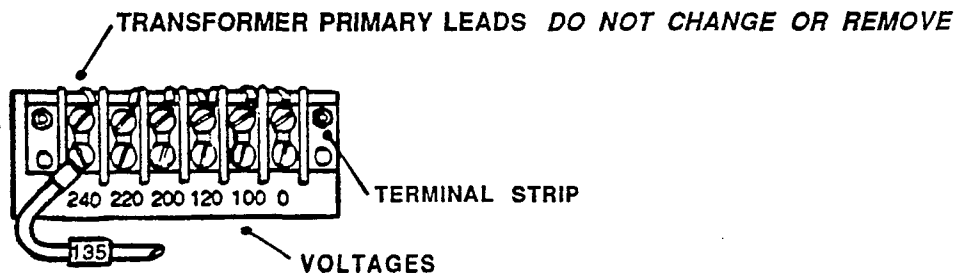 TRANSFORMER PRIMARY LEADS DO NOT CHANGE OR REMOVE
240 220 200 120 100 0
TERMINAL STRIP
135
VOLTAGES